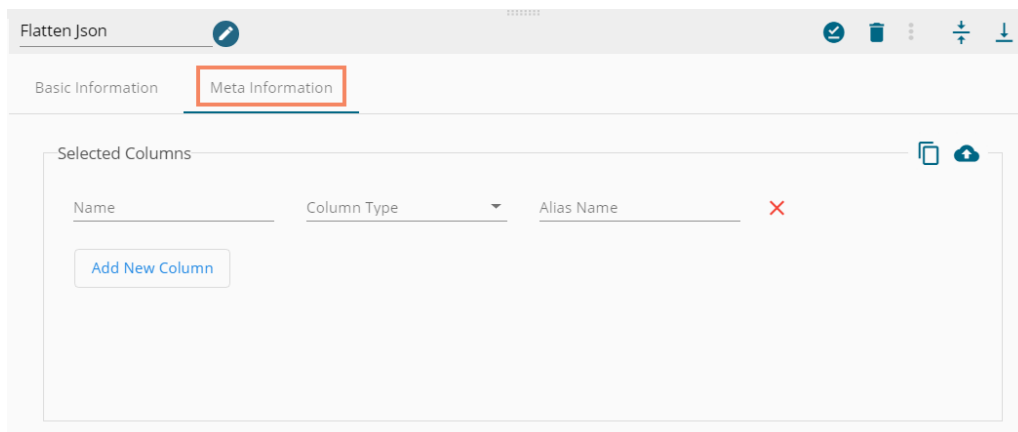 Flatten Json
Basic Information Meta Information
Selected Columns
Name Column Type Alias Name
Add New Column